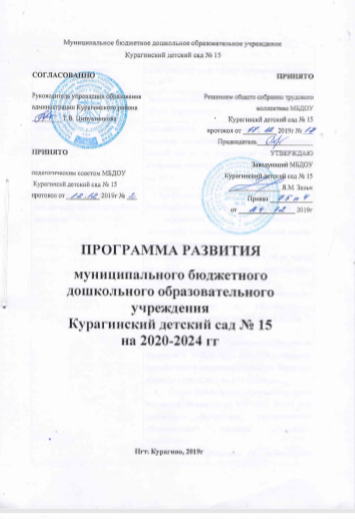 Муниципальное бюджетное дошкольное образовательное учреждение
Курагинский детский сад № 15
СОГЛАСОВАННО
Руководитель управления образования
администрации Курагинского района
Т.В.
ПРИНЯТО
педагогическим советом МБДОУ
Курагинский детский сад № 15
протокол от 2019г №
ПРИНЯТО
Решением общего собрания трудового
коллектива МБДОУ
Курагинский детский сад № 15
протокол от 2019г №
Председатель
УТВЕРЖДАЮ
Заведующий МБДОУ
Курагинский детский сад № 15
Приказ
от 2019г
ПРОГРАММА РАЗВИТИЯ
муниципального бюджетного
дошкольного образовательного
учреждения
Курагинский детский сад № 15
на 2020-2024 гг
Пгт. Курагино, 2019г